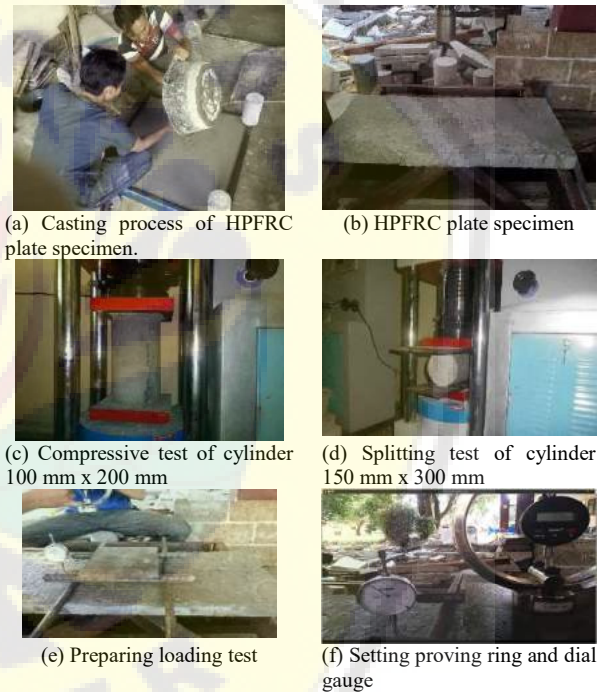 (a) Casting process of HPFRC
plate specimen.
(b) HPFRC plate specimen
(c) Compressive test of cylinder
100 mm x 200 mm
(d) Splitting test of cylinder
150 mm x 300 mm
(e) Preparing loading test
(f) Setting proving ring and dial
gauge